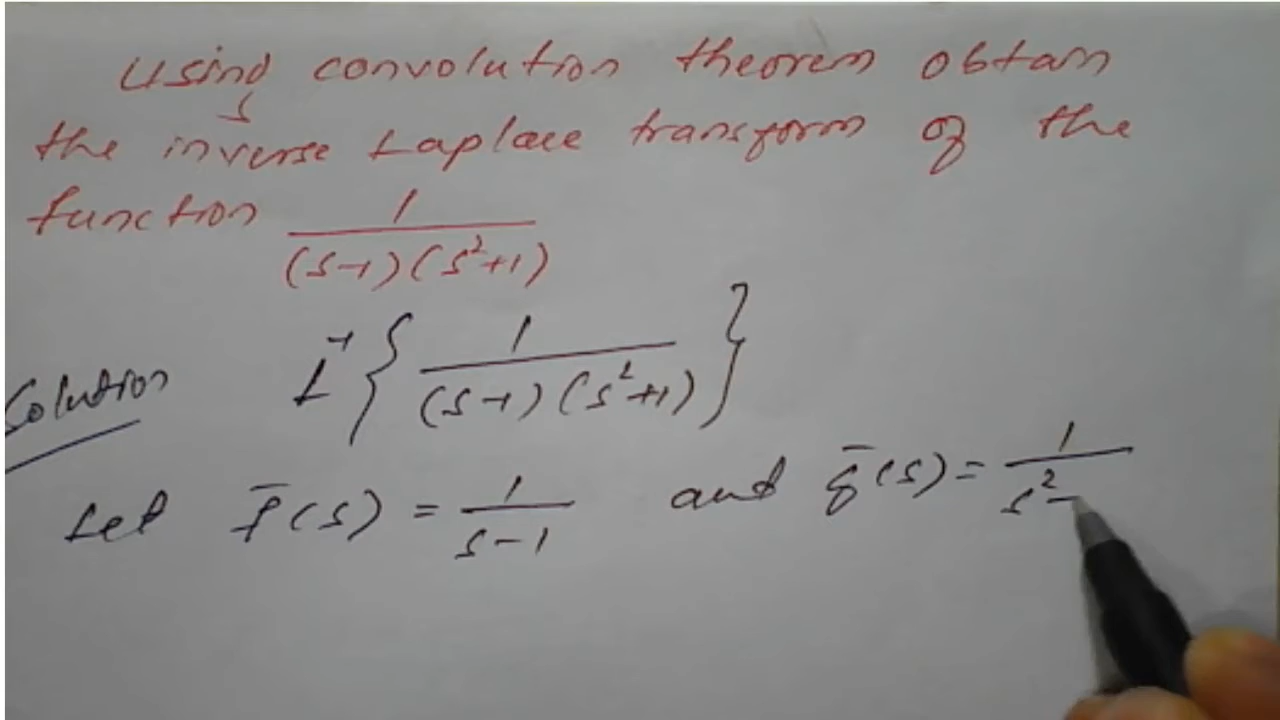 Using convolution theorem obtain
the inverse Laplace transform of the
function 1/((s-1)(s²+1))
Solution L⁻¹{1/((s-1)(s²+1))}
Let f̄(s) = 1/(s-1) and ḡ(s) = 1/(s²-